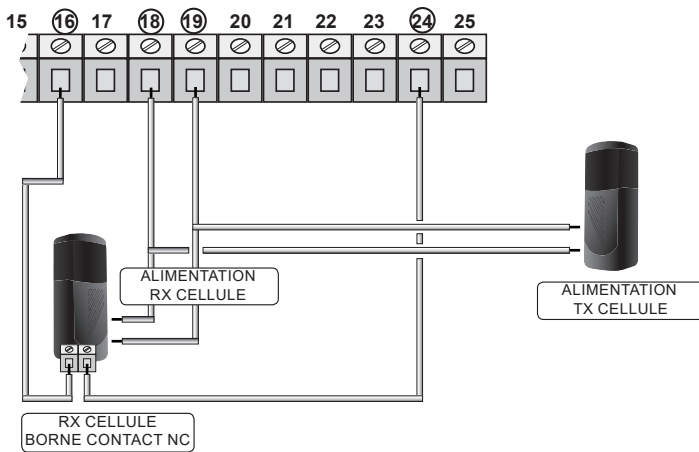 15 16 17 18 19 20 21 22 23 24 25
ALIMENTATION
RX CELLULE
ALIMENTATION
TX CELLULE
RX CELLULE
BORNE CONTACT NC